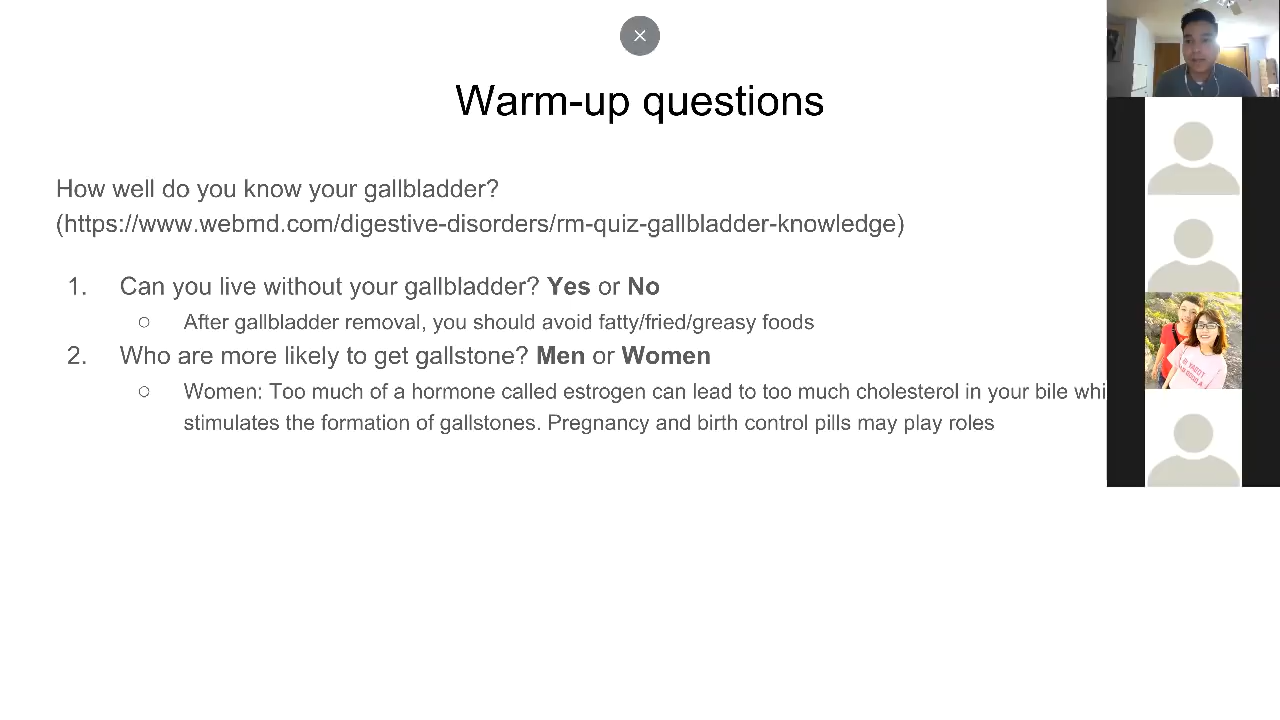 Warm-up questions
How well do you know your gallbladder?
(https://www.webmd.com/digestive-disorders/rm-quiz-gallbladder-knowledge)
1. Can you live without your gallbladder? Yes or No
○ After gallbladder removal, you should avoid fatty/fried/greasy foods
2. Who are more likely to get gallstone? Men or Women
○ Women: Too much of a hormone called estrogen can lead to too much cholesterol in your bile
stimulates the formation of gallstones. Pregnancy and birth control pills may play roles